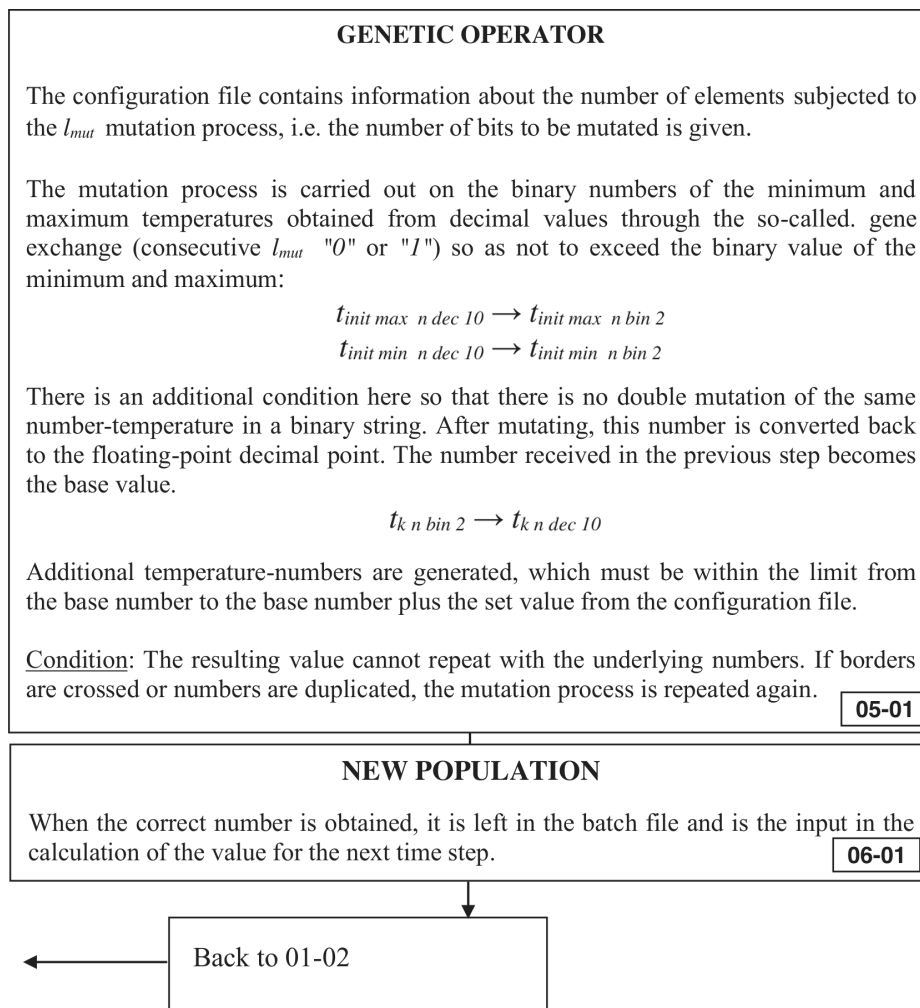 GENETIC OPERATOR
The configuration file contains information about the number of elements subjected to
the l_mut mutation process, i.e. the number of bits to be mutated is given.
The mutation process is carried out on the binary numbers of the minimum and
maximum temperatures obtained from decimal values through the so-called. gene
exchange (consecutive l_mut "0" or "1") so as not to exceed the binary value of the
minimum and maximum:
t_init max n dec 10 → t_init max n bin 2
t_init min n dec 10 → t_init min n bin 2
There is an additional condition here so that there is no double mutation of the same
number-temperature in a binary string. After mutating, this number is converted back
to the floating-point decimal point. The number received in the previous step becomes
the base value.
t_k n bin 2 → t_k n dec 10
Additional temperature-numbers are generated, which must be within the limit from
the base number to the base number plus the set value from the configuration file.
Condition: The resulting value cannot repeat with the underlying numbers. If borders
are crossed or numbers are duplicated, the mutation process is repeated again.
05-01
NEW POPULATION
When the correct number is obtained, it is left in the batch file and is the input in the
calculation of the value for the next time step.
06-01
Back to 01-02